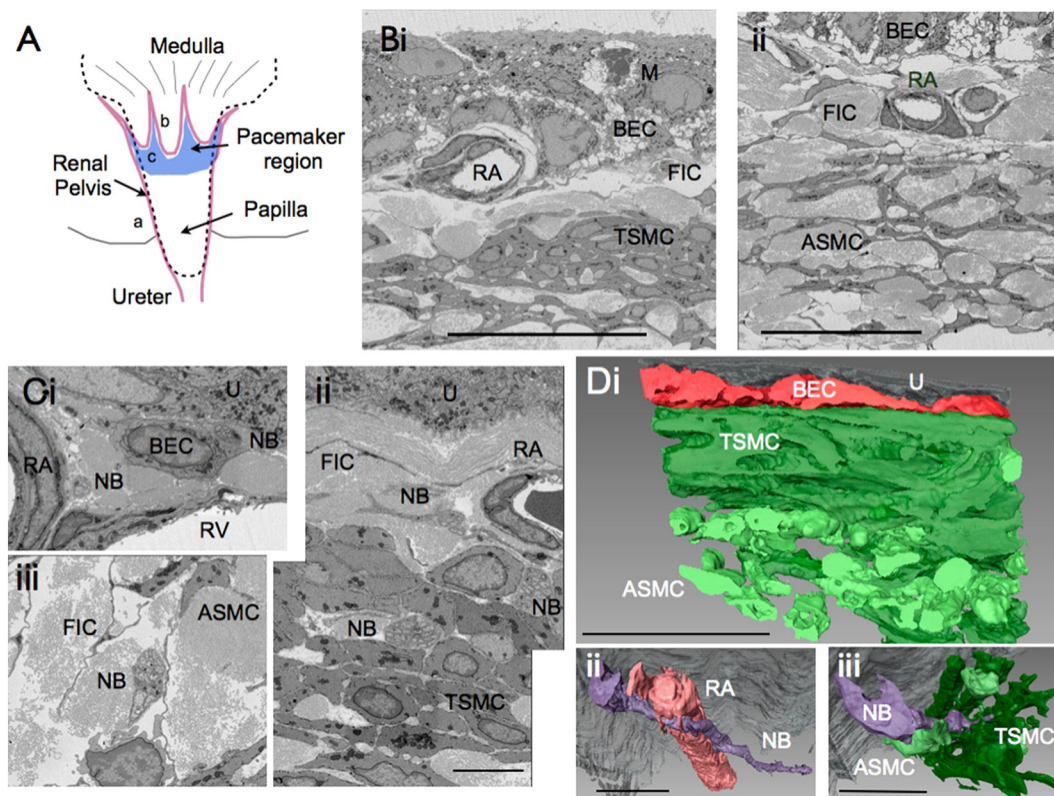 A
Medulla
b
Pacemaker
region
c
Renal
Pelvis
a
Papilla
Ureter
Bi
M
BEC
RA
FIC
TSMC
ii
BEC
RA
FIC
ASMC
Ci
U
BEC
NB
RA
NB
RV
ii
U
FIC
RA
NB
NB
NB
TSMC
iii
FIC
ASMC
NB
Di
BEC
U
TSMC
ASMC
ii
RA
NB
iii
NB
TSMC
ASMC